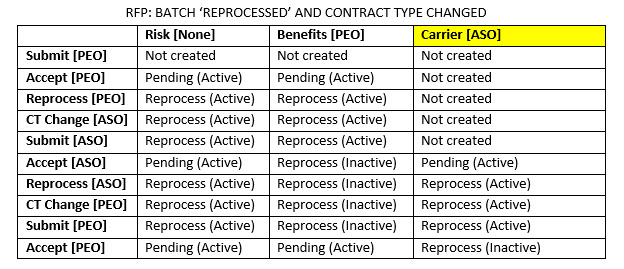 RFP: BATCH ‘REPROCESSED’ AND CONTRACT TYPE CHANGED
Risk [None] Benefits [PEO] Carrier [ASO]
Submit [PEO] Not created Not created Not created
Accept [PEO] Pending (Active) Pending (Active) Not created
Reprocess [PEO] Reprocess (Active) Reprocess (Active) Not created
CT Change [ASO] Reprocess (Active) Reprocess (Active) Not created
Submit [ASO] Reprocess (Active) Reprocess (Active) Not created
Accept [ASO] Pending (Active) Reprocess (Inactive) Pending (Active)
Reprocess [ASO] Reprocess (Active) Reprocess (Inactive) Reprocess (Active)
CT Change [PEO] Reprocess (Active) Reprocess (Inactive) Reprocess (Active)
Submit [PEO] Reprocess (Active) Reprocess (Inactive) Reprocess (Active)
Accept [PEO] Pending (Active) Pending (Active) Reprocess (Inactive)